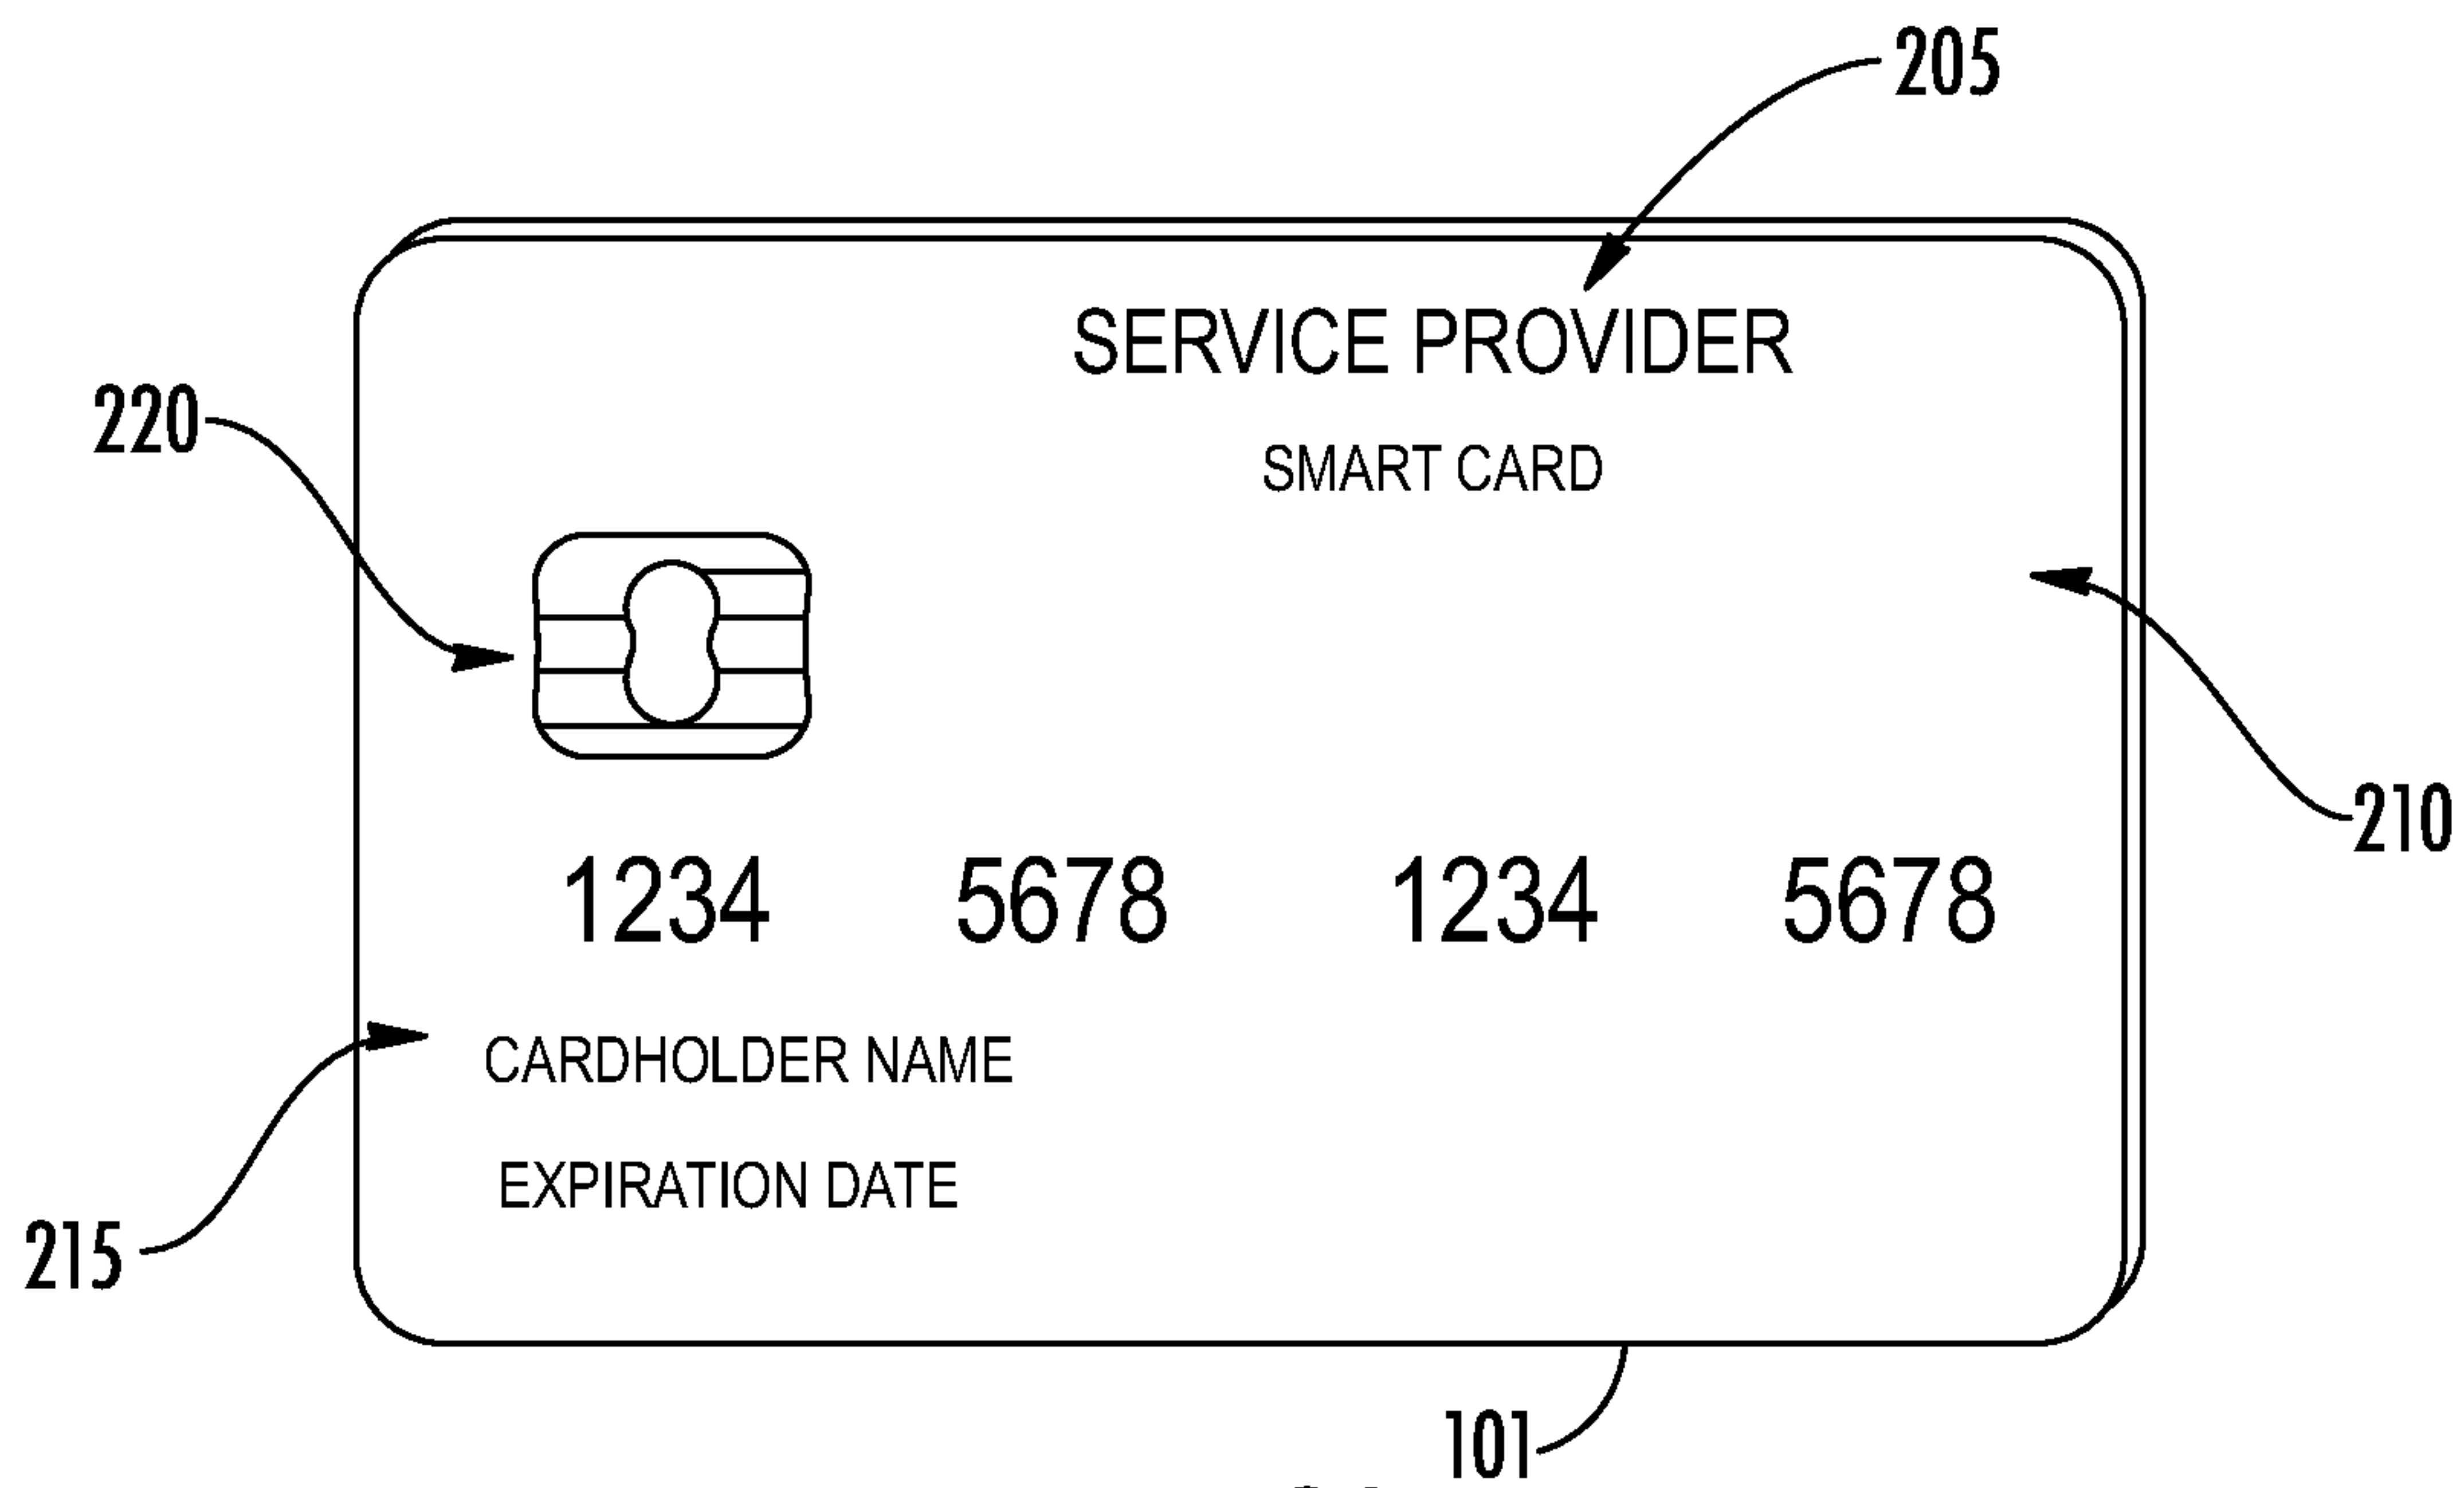 205
SERVICE PROVIDER
220
SMART CARD
210
1234 5678 1234 5678
CARDHOLDER NAME
EXPIRATION DATE
215
101